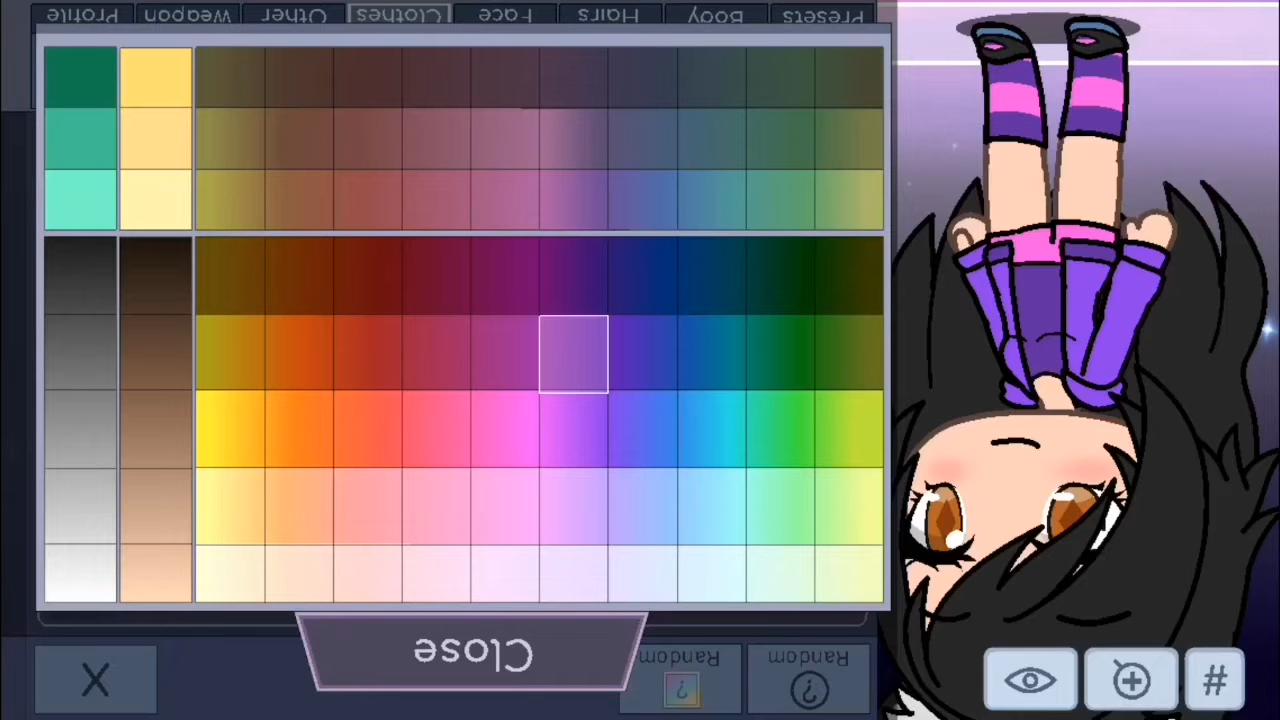 #
Random
?
Random
?
X
Close
Presets Body Hairs Face Clothes Other Weapon Profile